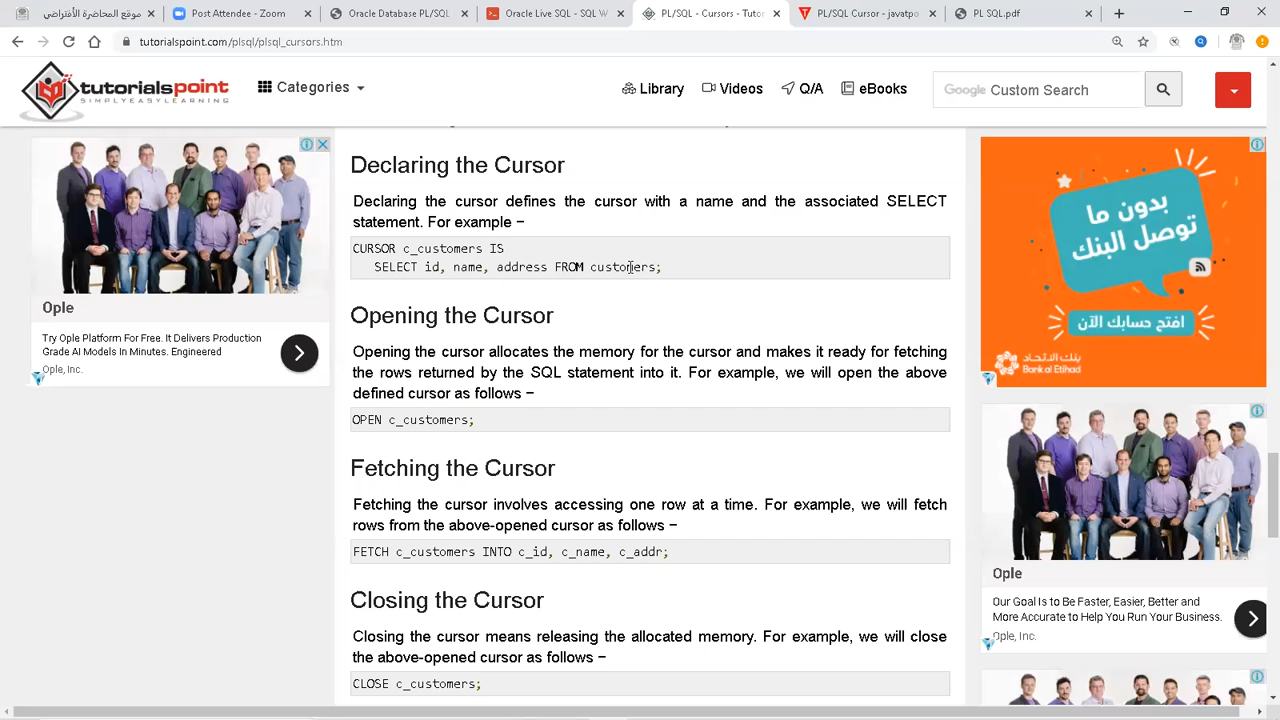 موقع المحاضره الأفتراضي
Post Attendee - Zoom
Oracle Database PL/SQL
Oracle Live SQL - SQL W
PL/SQL - Cursors - Tutor
PL/SQL Cursor - javatpo
PL SQL.pdf
tutorialspoint.com/plsql/plsql_cursors.htm
tutorialspoint
SIMPLYEASYLEARNING
Categories
Library
Videos
Q/A
eBooks
Google Custom Search
Declaring the Cursor
Declaring the cursor defines the cursor with a name and the associated SELECT
statement. For example −
CURSOR c_customers IS
SELECT id, name, address FROM customers;
Opening the Cursor
Opening the cursor allocates the memory for the cursor and makes it ready for fetching
the rows returned by the SQL statement into it. For example, we will open the above
defined cursor as follows −
OPEN c_customers;
Fetching the Cursor
Fetching the cursor involves accessing one row at a time. For example, we will fetch
rows from the above-opened cursor as follows −
FETCH c_customers INTO c_id, c_name, c_addr;
Closing the Cursor
Closing the cursor means releasing the allocated memory. For example, we will close
the above-opened cursor as follows −
CLOSE c_customers;
Ople
Try Ople Platform For Free. It Delivers Production
Grade AI Models In Minutes. Engineered
Ople, Inc.
بدون ما
توصل البنك
افتح حسابك الآن
بنك الاتحاد
Bank al Etihad
Ople
Our Goal Is to Be Faster, Easier, Better and
More Accurate to Help You Run Your Business.
Ople, Inc.